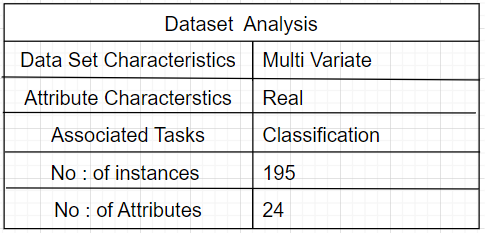 Dataset Analysis
Data Set Characteristics Multi Variate
Attribute Characterstics Real
Associated Tasks Classification
No : of instances 195
No : of Attributes 24